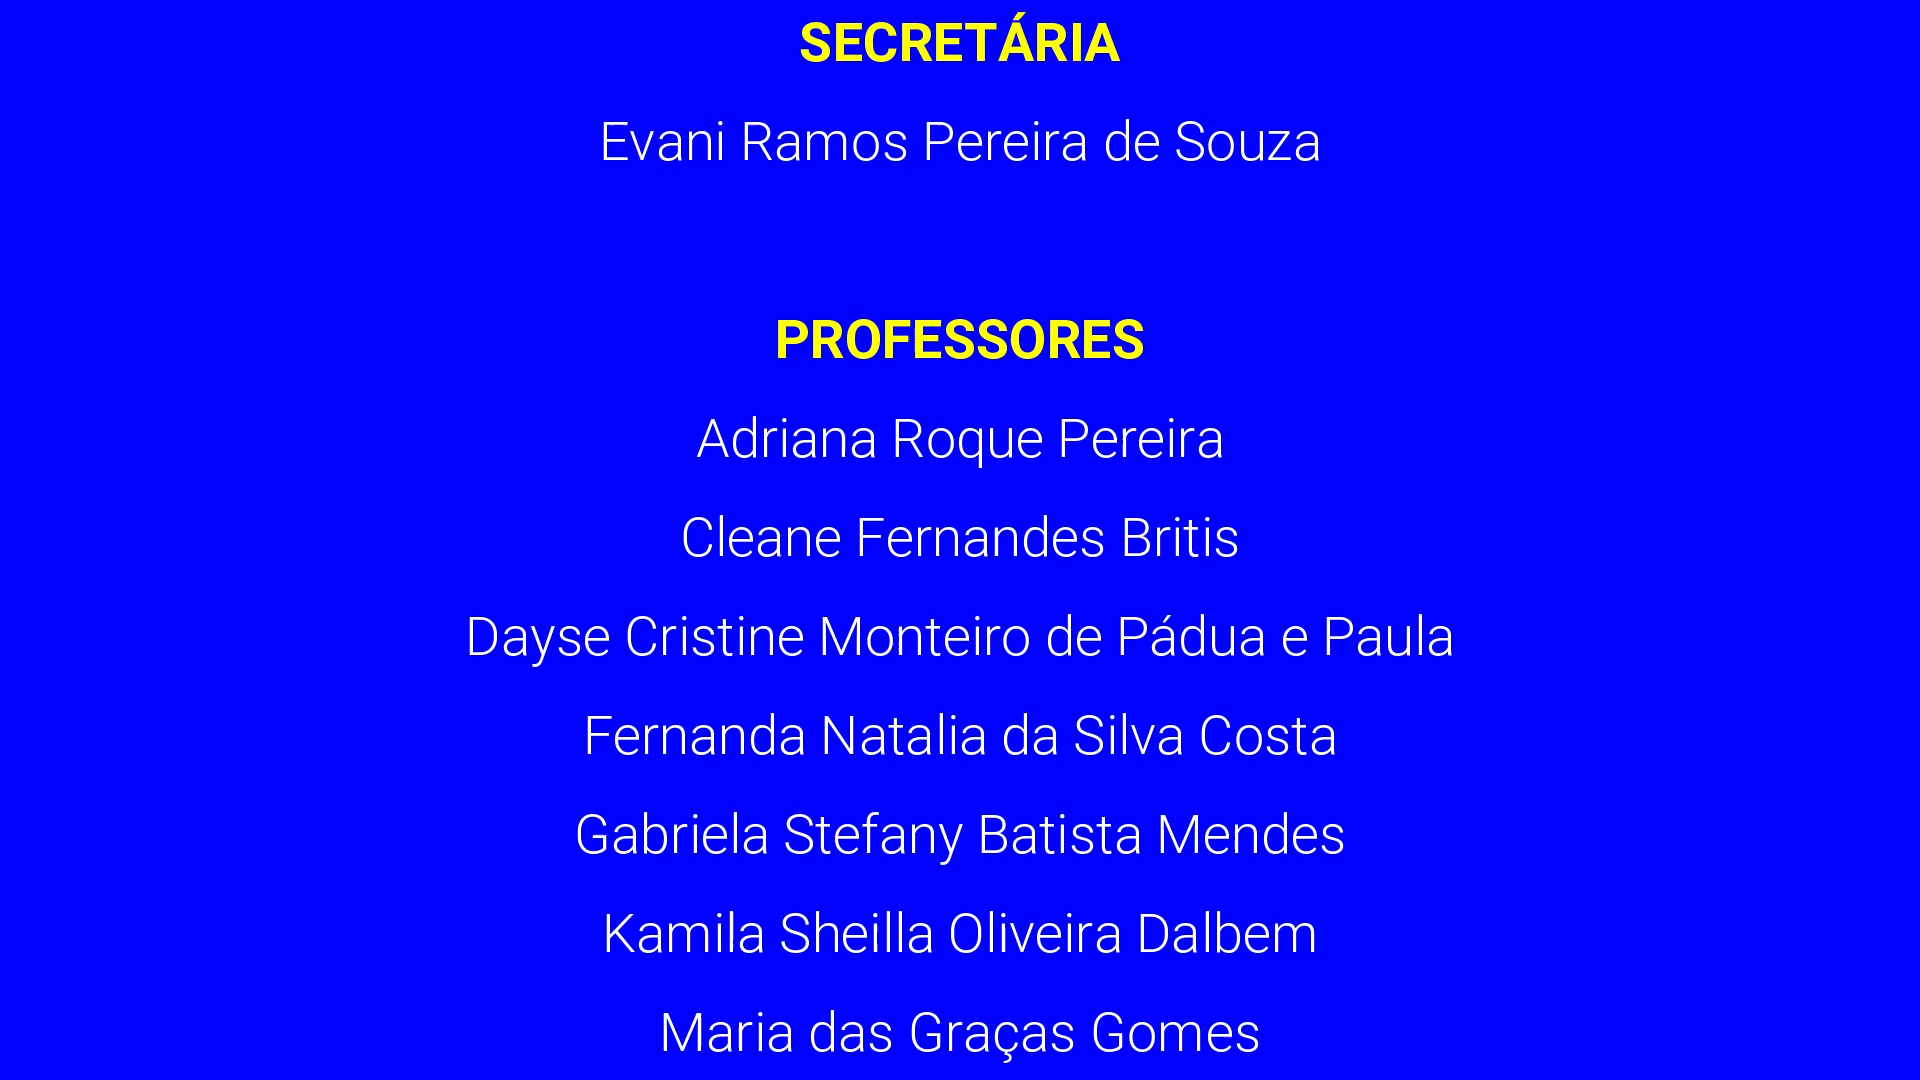 SECRETÁRIA
Evani Ramos Pereira de Souza
PROFESSORES
Adriana Roque Pereira
Cleane Fernandes Britis
Dayse Cristine Monteiro de Pádua e Paula
Fernanda Natalia da Silva Costa
Gabriela Stefany Batista Mendes
Kamila Sheilla Oliveira Dalbem
Maria das Graças Gomes